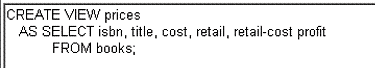 CREATE VIEW prices
AS SELECT isbn, title, cost, retail, retail-cost profit
FROM books;